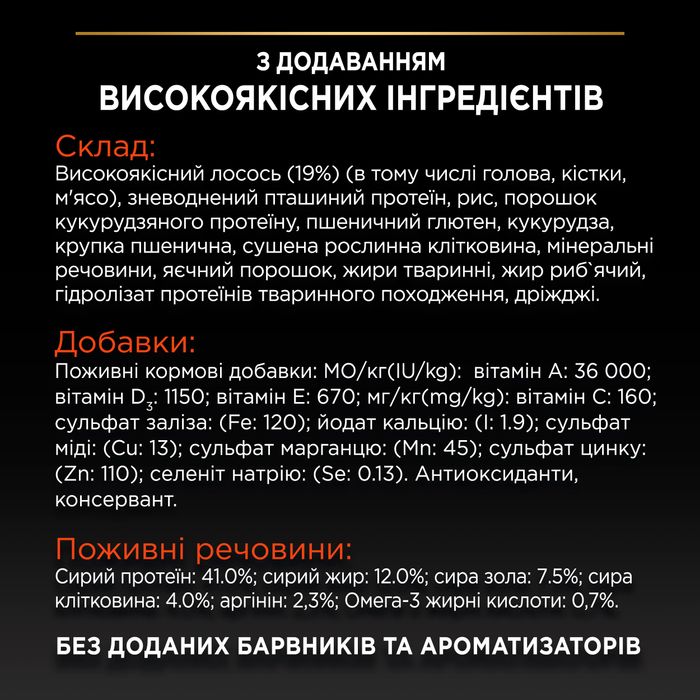 З ДОДАВАННЯМ
ВИСОКОЯКІСНИХ ІНГРЕДІЄНТІВ
Склад:
Високоякісний лосось (19%) (в тому числі голова, кістки,
м'ясо), зневоднений пташиний протеїн, рис, порошок
кукурудзяного протеїну, пшеничний глютен, кукурудза,
крупка пшенична, сушена рослинна клітковина, мінеральні
речовини, яєчний порошок, жири тваринні, жир риб`ячий,
гідролізат протеїнів тваринного походження, дріжджі.
Добавки:
Поживні кормові добавки: МО/кг(IU/kg): вітамін А: 36 000;
вітамін D3: 1150; вітамін Е: 670; мг/кг(mg/kg): вітамін С: 160;
сульфат заліза: (Fe: 120); йодат кальцію: (I: 1.9); сульфат
міді: (Cu: 13); сульфат марганцю: (Mn: 45); сульфат цинку:
(Zn: 110); селеніт натрію: (Se: 0.13). Антиоксиданти,
консервант.
Поживні речовини:
Сирий протеїн: 41.0%; сирий жир: 12.0%; сира зола: 7.5%; сира
клітковина: 4.0%; аргінін: 2,3%; Омега-3 жирні кислоти: 0,7%.
БЕЗ ДОДАНИХ БАРВНИКІВ ТА АРОМАТИЗАТОРІВ